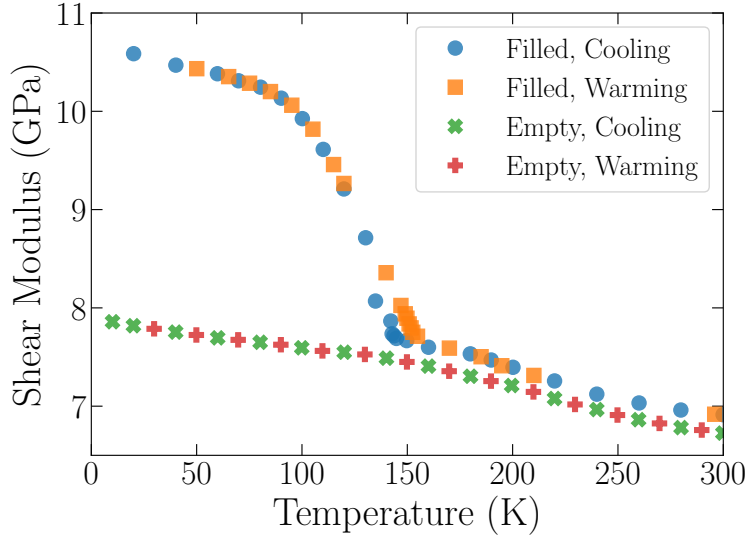 11
10
9
8
7
Shear Modulus (GPa)
Filled, Cooling
Filled, Warming
Empty, Cooling
Empty, Warming
0 50 100 150 200 250 300
Temperature (K)